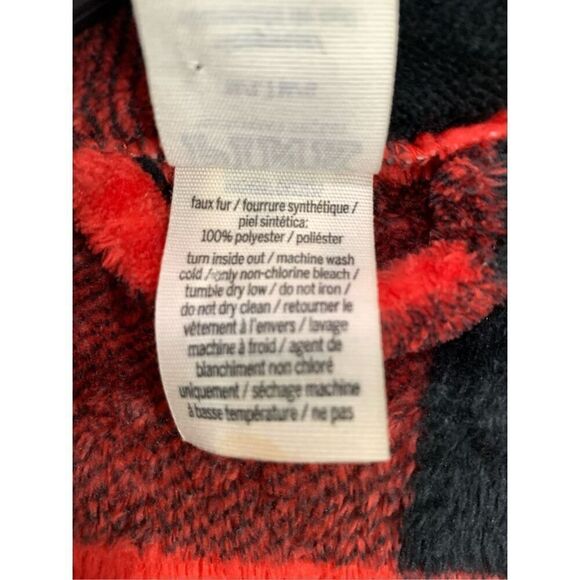 faux fur / fourrure synthétique /
piel sintética:
100% polyester / poliéster
turn inside out / machine wash
cold / only non-chlorine bleach /
tumble dry low / do not iron /
do not dry clean / retourner le
vêtement à l'envers / lavage
machine à froid / agent de
blanchiment non chloré
uniquement / séchage machine
à basse température / ne pas